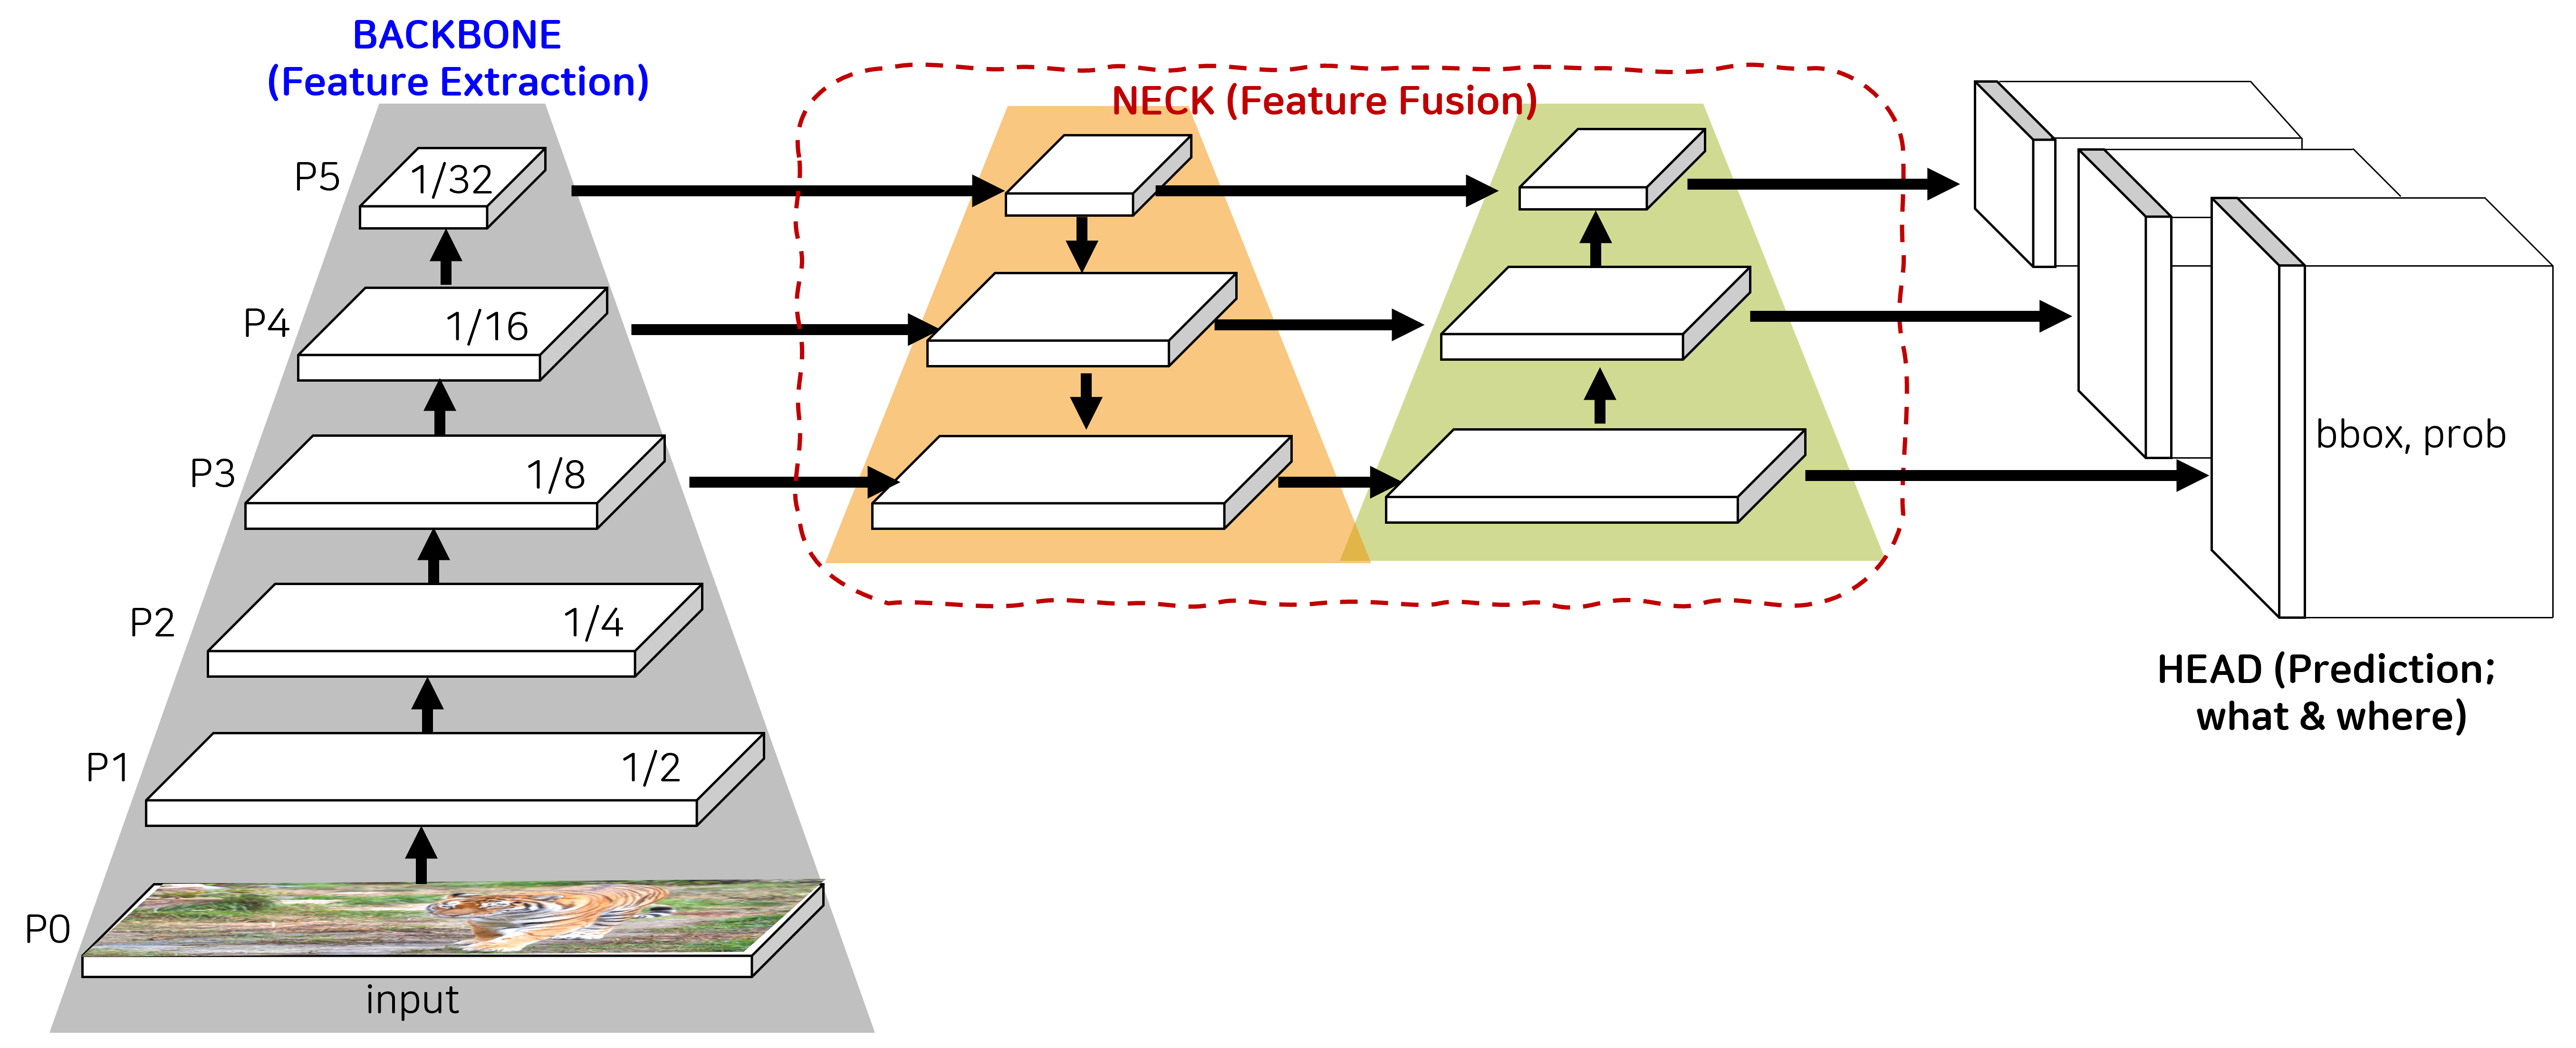 BACKBONE
(Feature Extraction)
NECK (Feature Fusion)
P5
1/32
P4
1/16
P3
1/8
P2
1/4
P1
1/2
P0
input
bbox, prob
HEAD (Prediction;
what & where)